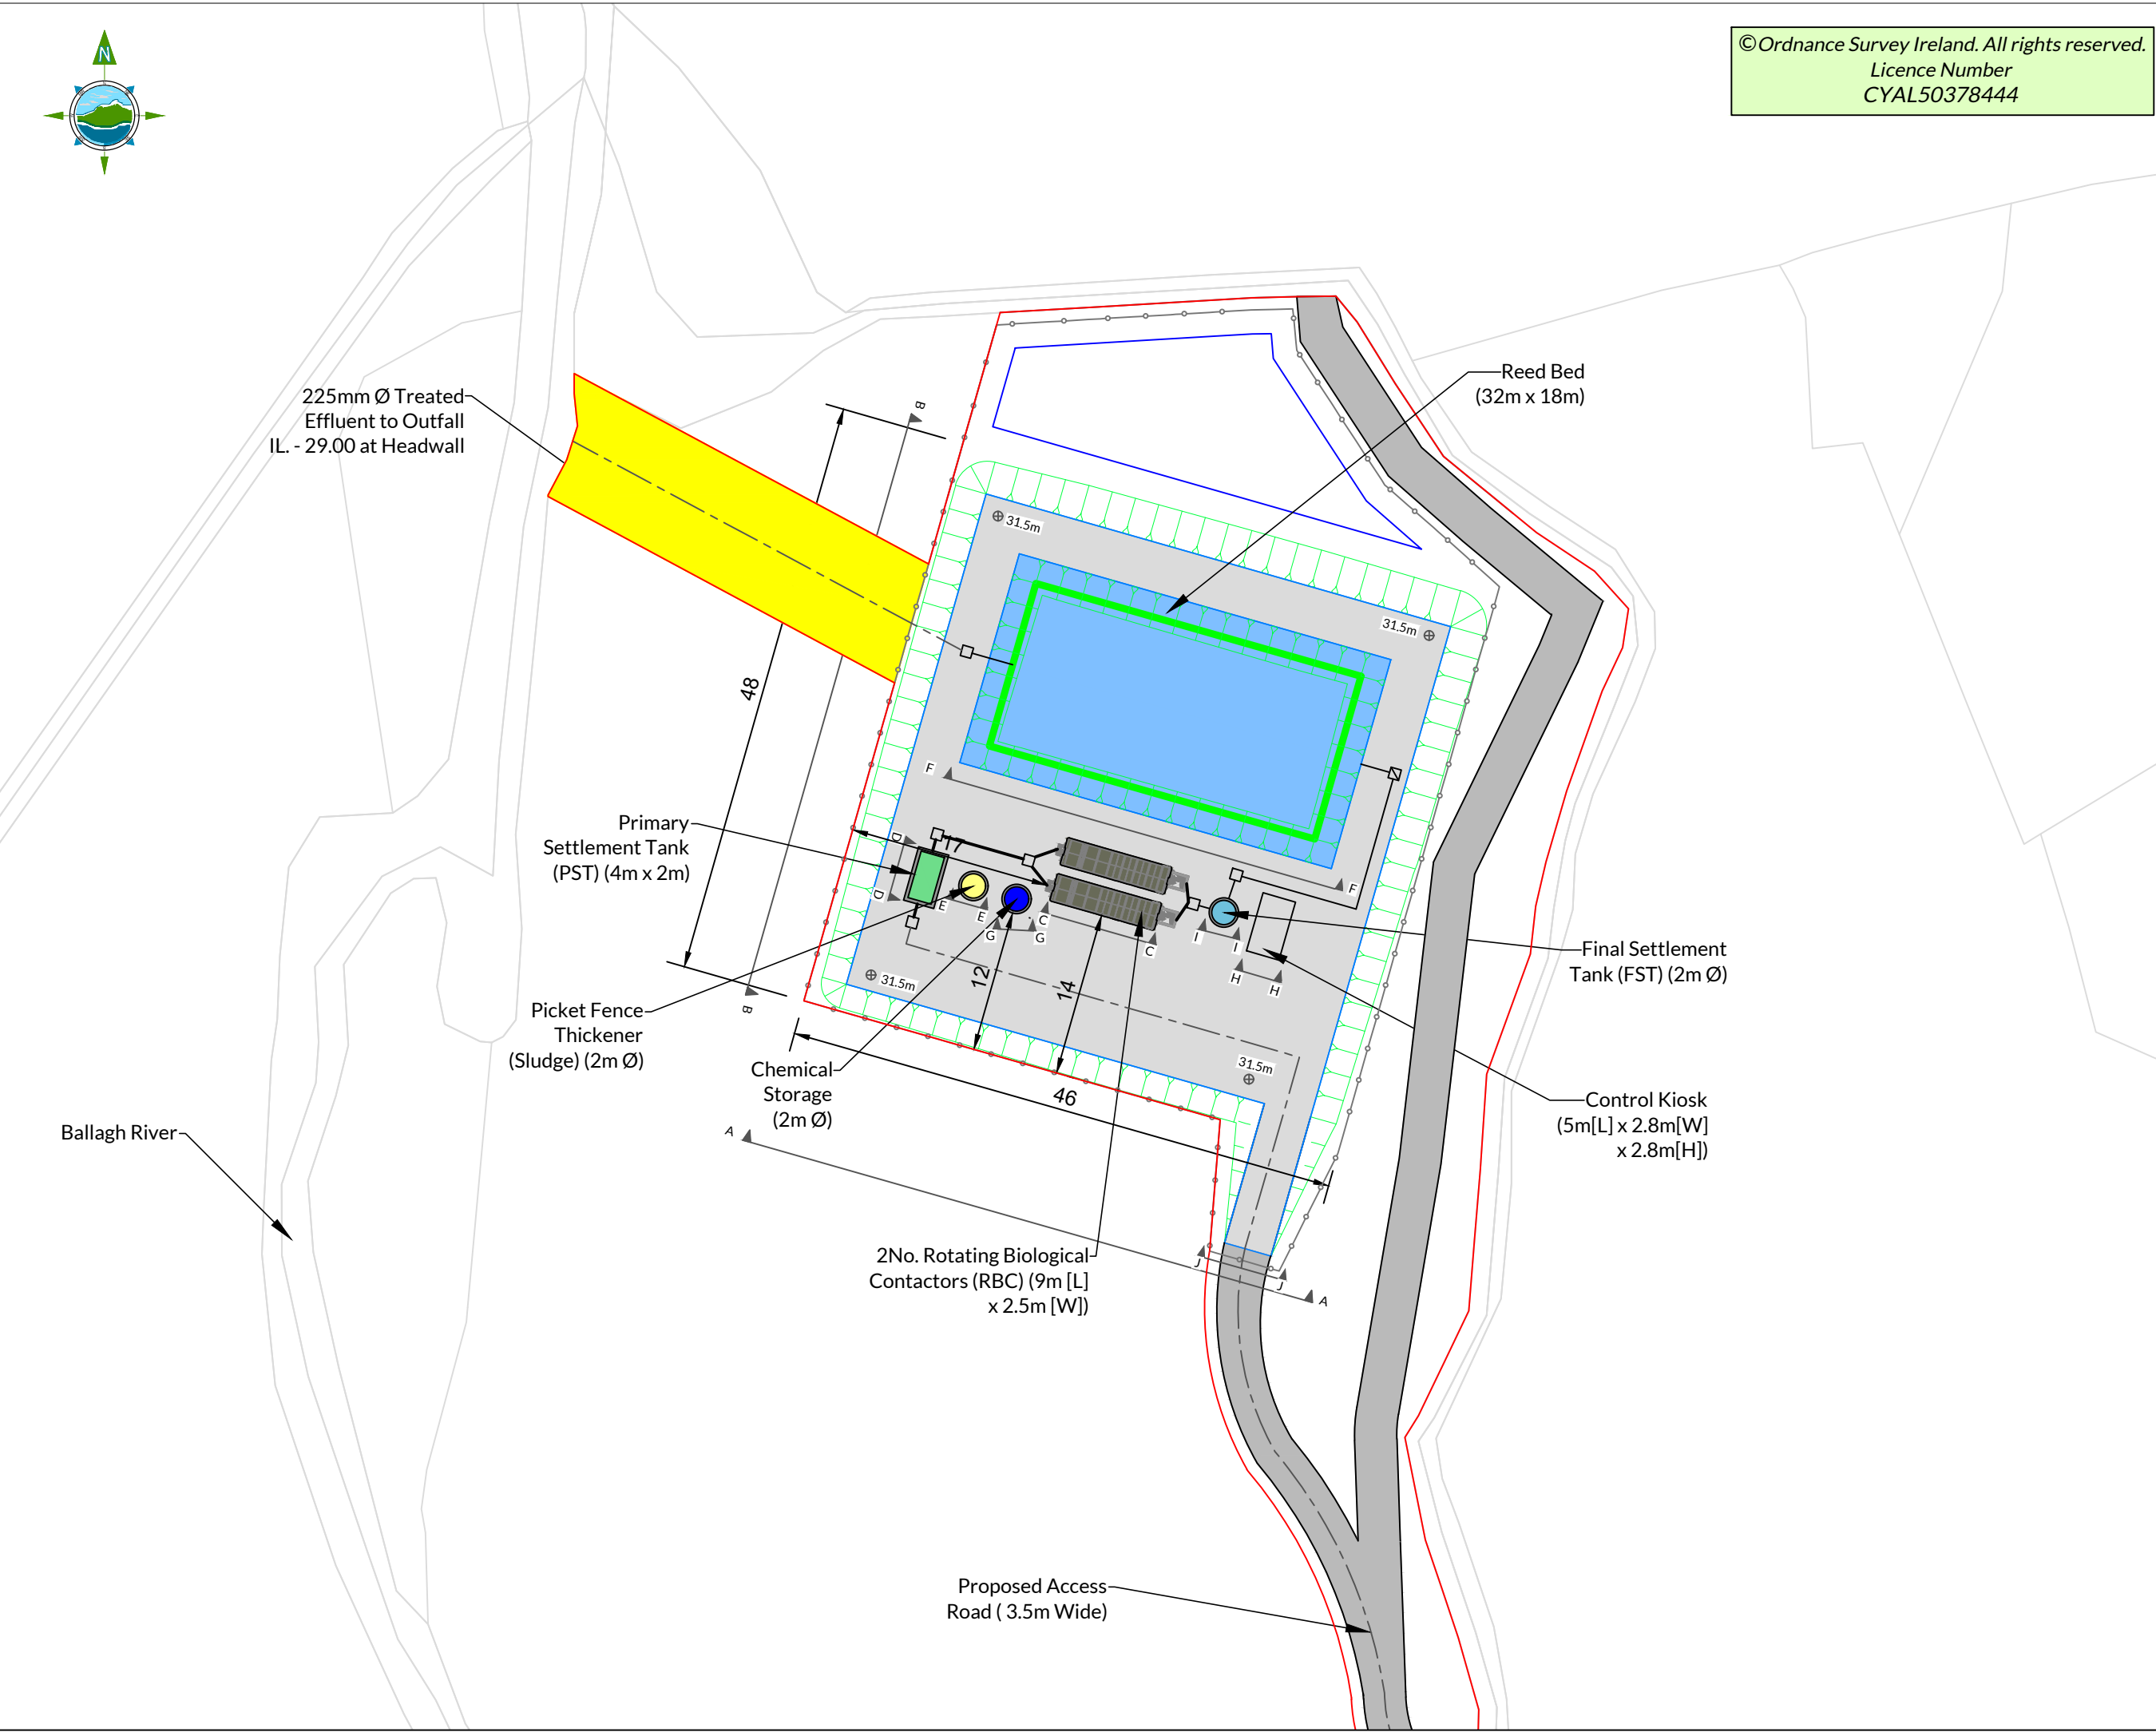 N
©Ordnance Survey Ireland. All rights reserved.
Licence Number
CYAL50378444
225mm Ø Treated
Effluent to Outfall
IL. - 29.00 at Headwall
Reed Bed
(32m x 18m)
B
31.5m
31.5m
48
F
F
Primary
Settlement Tank
(PST) (4m x 2m)
D
17
D
E
E
C
C
G
G
I
I
H
H
Final Settlement
Tank (FST) (2m Ø)
31.5m
12
14
B
Picket Fence
Thickener
(Sludge) (2m Ø)
Chemical
Storage
(2m Ø)
31.5m
46
Control Kiosk
(5m[L] x 2.8m[W]
x 2.8m[H])
A
Ballagh River
2No. Rotating Biological
Contactors (RBC) (9m [L]
x 2.5m [W])
J
J
A
Proposed Access
Road ( 3.5m Wide)